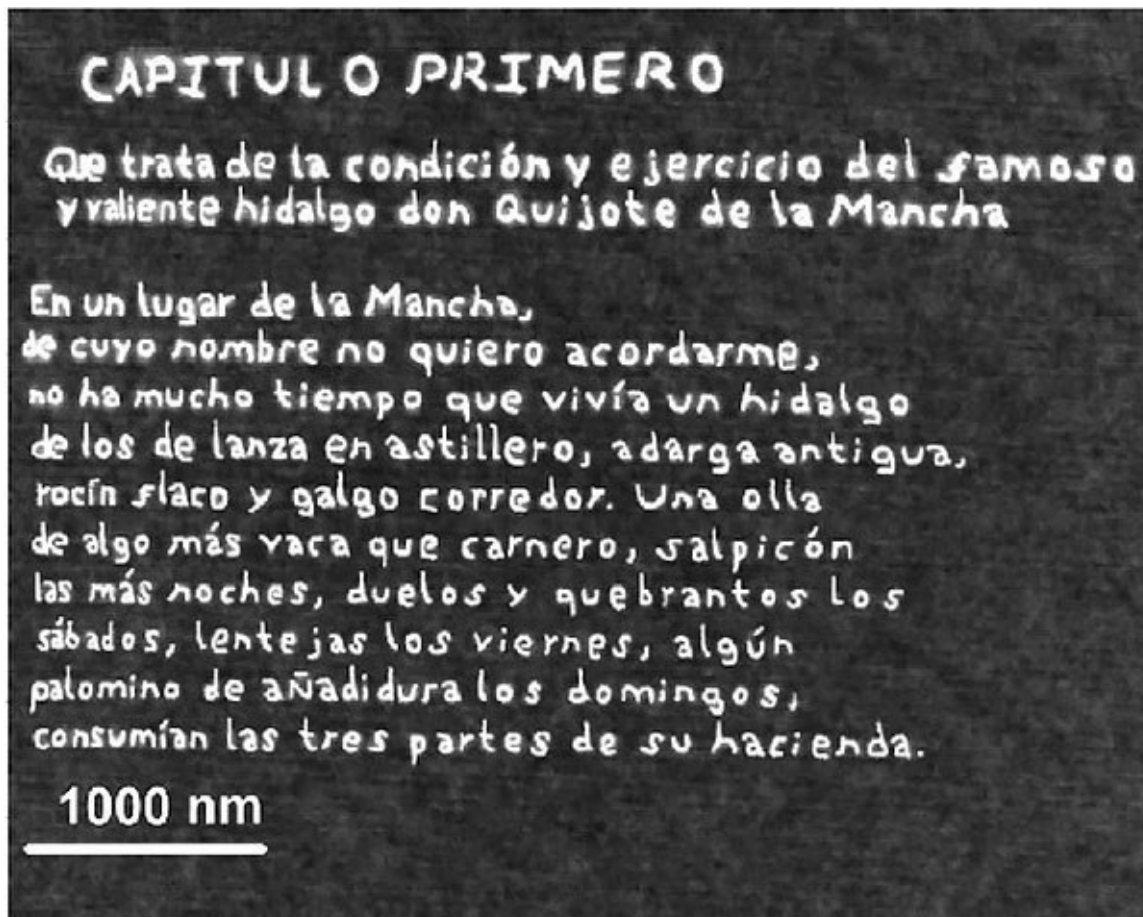 CAPITULO PRIMERO
Que trata de la condición y ejercicio del famoso
y valiente hidalgo don Quijote de la Mancha
En un lugar de la Mancha,
de cuyo nombre no quiero acordarme,
no ha mucho tiempo que vivía un hidalgo
de los de lanza en astillero, adarga antigua,
rocín flaco y galgo corredor. Una olla
de algo más vaca que carnero, salpicón
las más noches, duelos y quebrantos los
sábados, lentejas los viernes, algún
palomino de añadidura los domingos,
consumían las tres partes de su hacienda.
1000 nm